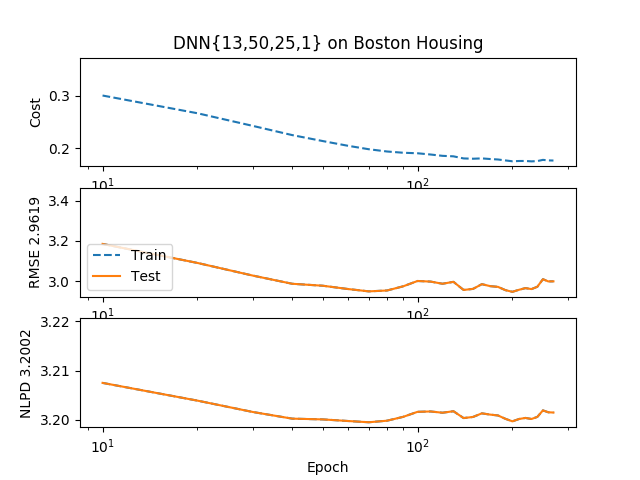 DNN{13,50,25,1} on Boston Housing
Cost
0.3
0.2
10¹
10²
RMSE 2.9619
3.4
3.2
3.0
Train
Test
10¹
10²
NLPD 3.2002
3.22
3.21
3.20
10¹
10²
Epoch